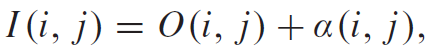 I(i, j) = O(i, j) + α(i, j),